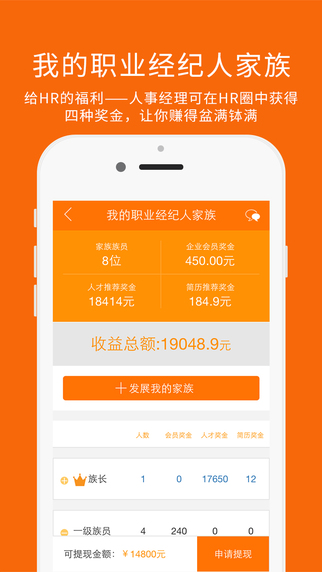 我的职业经纪人家族
给HR的福利——人事经理可在HR圈中获得
四种奖金，让你赚得盆满钵满
我的职业经纪人家族
家族族员 企业会员奖金
8位 450.00元
人才推荐奖金 简历推荐奖金
18414元 184.9元
收益总额:19048.9元
＋发展我的家族
人数 会员奖金 人才奖金 简历奖金
族长 1 0 17650 12
一级族员 4 240 0 0
可提现金额: ￥14800元 申请提现